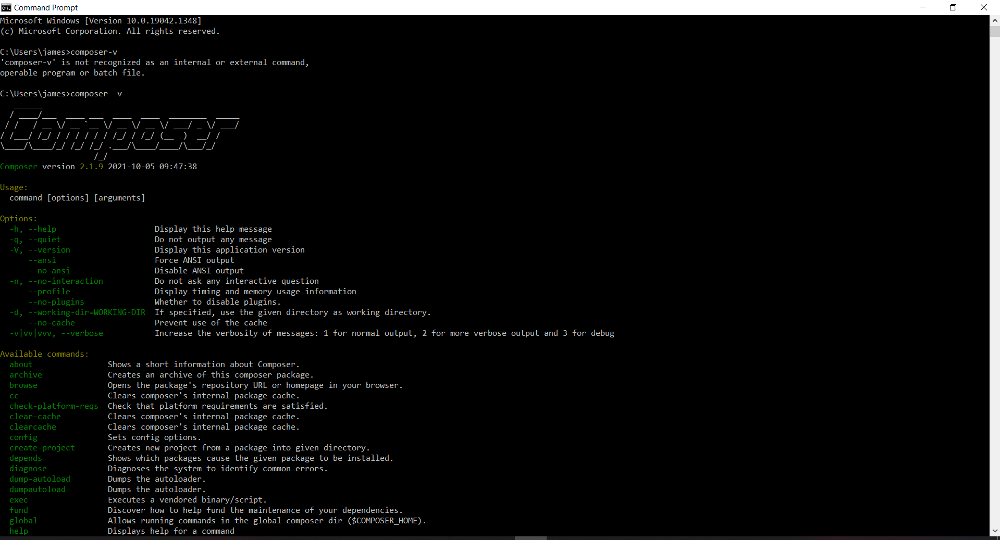 Command Prompt
Microsoft Windows [Version 10.0.19042.1348]
(c) Microsoft Corporation. All rights reserved.

C:\Users\james>composer-v
'composer-v' is not recognized as an internal or external command,
operable program or batch file.

C:\Users\james>composer -v
   ______
  / ____/___  ____ ___  ____  ____  ________  _____
 / /   / __ \/ __ `__ \/ __ \/ __ \/ ___/ _ \/ ___/
/ /___/ /_/ / / / / / / /_/ / /_/ (__  )  __/ /
\____/\____/_/ /_/ /_/ .___/\____/____/\___/_/
                    /_/
Composer version 2.1.9 2021-10-05 09:47:38

Usage:
  command [options] [arguments]

Options:
  -h, --help                     Display this help message
  -q, --quiet                    Do not output any message
  -V, --version                  Display this application version
      --ansi                     Force ANSI output
      --no-ansi                  Disable ANSI output
  -n, --no-interaction           Do not ask any interactive question
      --profile                  Display timing and memory usage information
      --no-plugins               Whether to disable plugins.
  -d, --working-dir=WORKING-DIR  If specified, use the given directory as working directory.
      --no-cache                 Prevent use of the cache
  -v|vv|vvv, --verbose           Increase the verbosity of messages: 1 for normal output, 2 for more verbose output and 3 for debug

Available commands:
  about                Shows a short information about Composer.
  archive              Creates an archive of this composer package.
  browse               Opens the package's repository URL or homepage in your browser.
  cc                   Clears composer's internal package cache.
  check-platform-reqs  Check that platform requirements are satisfied.
  clear-cache          Clears composer's internal package cache.
  clearcache           Clears composer's internal package cache.
  config               Sets config options.
  create-project       Creates new project from a package into given directory.
  depends              Shows which packages cause the given package to be installed.
  diagnose             Diagnoses the system to identify common errors.
  dump-autoload        Dumps the autoloader.
  dumpautoload         Dumps the autoloader.
  exec                 Executes a vendored binary/script.
  fund                 Discover how to help fund the maintenance of your dependencies.
  global               Allows running commands in the global composer dir ($COMPOSER_HOME).
  help                 Displays help for a command